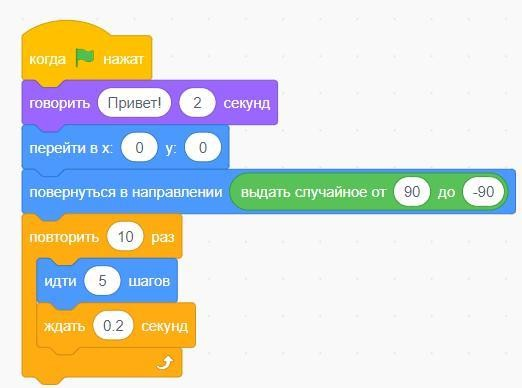 когда нажат
говорить Привет! 2 секунд
перейти в x: 0 y: 0
повернуться в направлении выдать случайное от 90 до -90
повторить 10 раз
идти 5 шагов
ждать 0.2 секунд